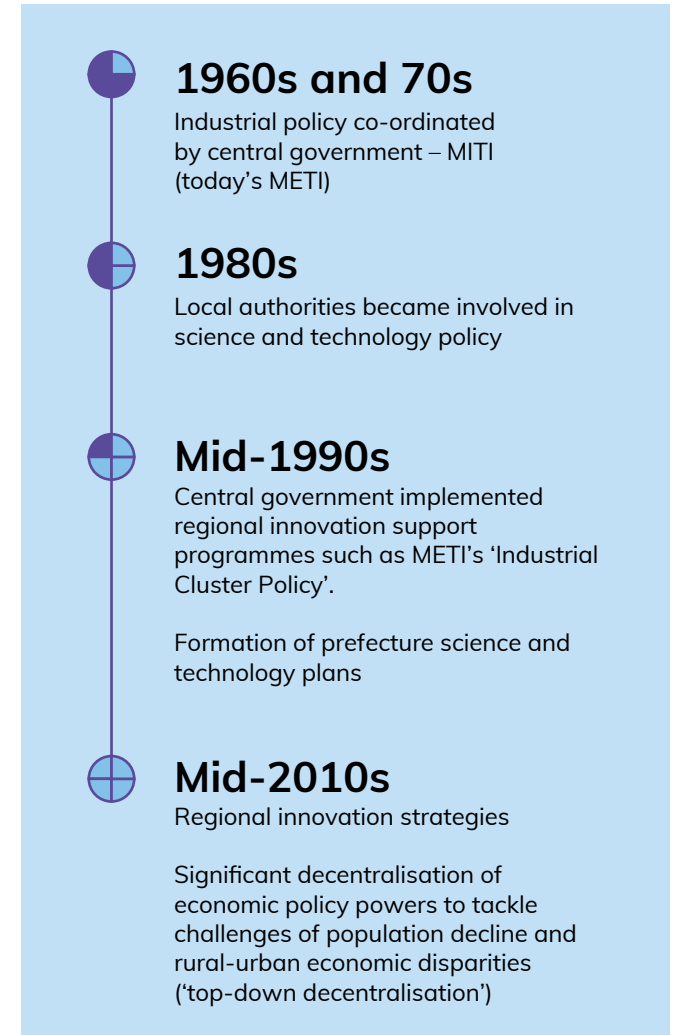 1960s and 70s
Industrial policy co-ordinated
by central government – MITI
(today’s METI)
1980s
Local authorities became involved in
science and technology policy
Mid-1990s
Central government implemented
regional innovation support
programmes such as METI’s ‘Industrial
Cluster Policy’.
Formation of prefecture science and
technology plans
Mid-2010s
Regional innovation strategies
Significant decentralisation of
economic policy powers to tackle
challenges of population decline and
rural-urban economic disparities
(‘top-down decentralisation’)